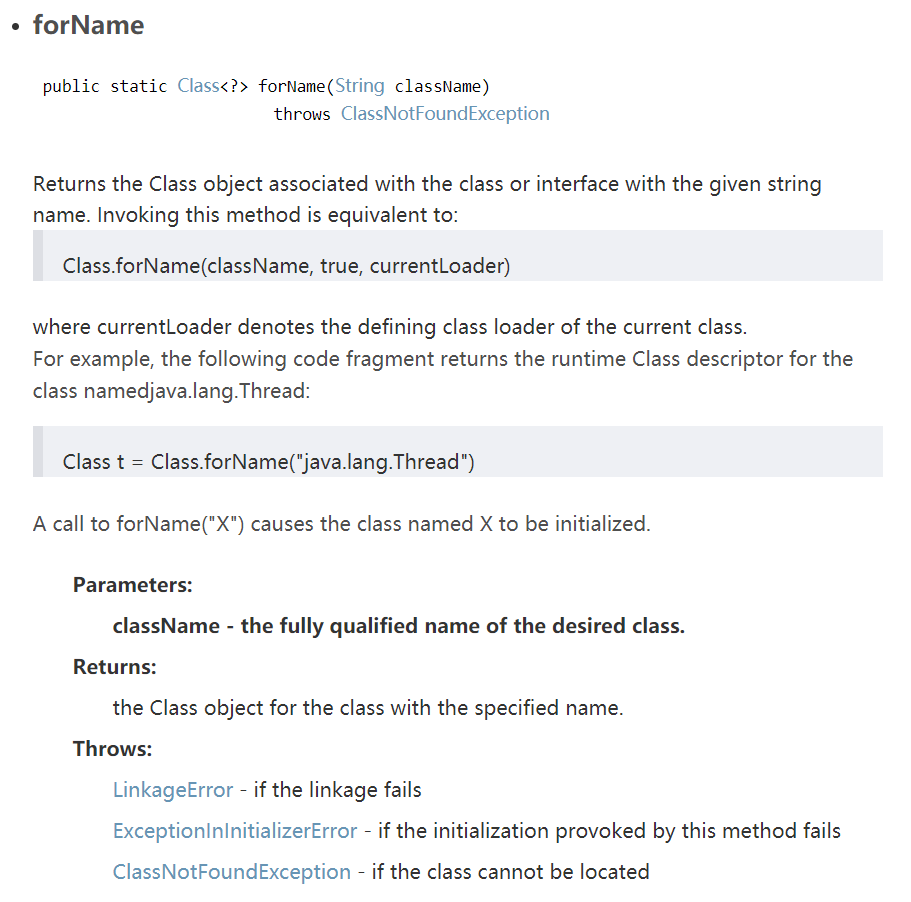 • forName
public static Class<?> forName(String className)
throws ClassNotFoundException
Returns the Class object associated with the class or interface with the given string
name. Invoking this method is equivalent to:
Class.forName(className, true, currentLoader)
where currentLoader denotes the defining class loader of the current class.
For example, the following code fragment returns the runtime Class descriptor for the
class namedjava.lang.Thread:
Class t = Class.forName("java.lang.Thread")
A call to forName("X") causes the class named X to be initialized.
Parameters:
className - the fully qualified name of the desired class.
Returns:
the Class object for the class with the specified name.
Throws:
LinkageError - if the linkage fails
ExceptionInInitializerError - if the initialization provoked by this method fails
ClassNotFoundException - if the class cannot be located